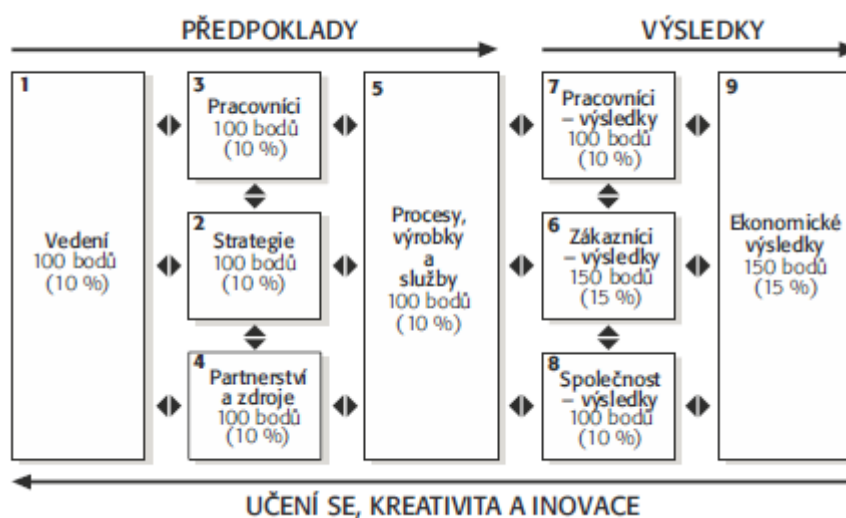 PŘEDPOKLADY
VÝSLEDKY
1
Vedení
100 bodů
(10 %)
3
Pracovníci
100 bodů
(10 %)
2
Strategie
100 bodů
(10 %)
4
Partnerství
a zdroje
100 bodů
(10 %)
5
Procesy,
výrobky
a
služby
100 bodů
(10 %)
7
Pracovníci
– výsledky
100 bodů
(10 %)
6
Zákazníci
– výsledky
150 bodů
(15 %)
8
Společnost
– výsledky
100 bodů
(10 %)
9
Ekonomické
výsledky
150 bodů
(15 %)
UČENÍ SE, KREATIVITA A INOVACE